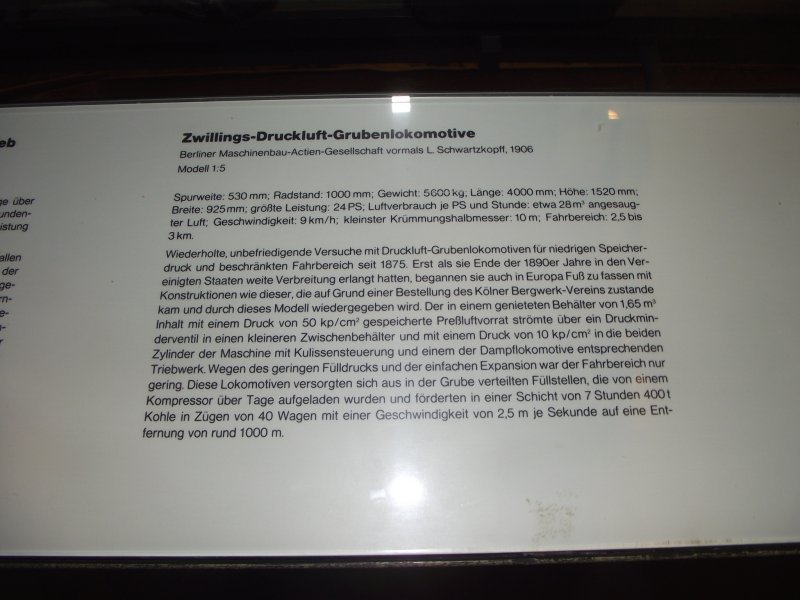 eb
ge über
unden-
istung
allen
der
ge-
rn-
e-
n-
r
Zwillings-Druckluft-Grubenlokomotive
Berliner Maschinenbau-Actien-Gesellschaft vormals L. Schwartzkopff, 1906
Modell 1:5
Spurweite: 530 mm; Radstand: 1000 mm; Gewicht: 5600 kg; Länge: 4000 mm; Höhe: 1520 mm;
Breite: 925 mm; größte Leistung: 24 PS; Luftverbrauch je PS und Stunde: etwa 28 m³ angesaug-
ter Luft; Geschwindigkeit: 9 km/h; kleinster Krümmungshalbmesser: 10 m; Fahrbereich: 2,5 bis
3 km.
Wiederholte, unbefriedigende Versuche mit Druckluft-Grubenlokomotiven für niedrigen Speicher-
druck und beschränkten Fahrbereich seit 1875. Erst als sie Ende der 1890er Jahre in den Ver-
einigten Staaten weite Verbreitung erlangt hatten, begannen sie auch in Europa Fuß zu fassen mit
Konstruktionen wie dieser, die auf Grund einer Bestellung des Kölner Bergwerk-Vereins zustande
kam und durch dieses Modell wiedergegeben wird. Der in einem genieteten Behälter von 1,65 m³
Inhalt mit einem Druck von 50 kp/cm² gespeicherte Preßluftvorrat strömte über ein Druckmin-
derventil in einen kleineren Zwischenbehälter und mit einem Druck von 10 kp/cm² in die beiden
Zylinder der Maschine mit Kulissensteuerung und einem der Dampflokomotive entsprechenden
Triebwerk. Wegen des geringen Fülldrucks und der einfachen Expansion war der Fahrbereich nur
gering. Diese Lokomotiven versorgten sich aus in der Grube verteilten Füllstellen, die von einem
Kompressor über Tage aufgeladen wurden und förderten in einer Schicht von 7 Stunden 400 t
Kohle in Zügen von 40 Wagen mit einer Geschwindigkeit von 2,5 m je Sekunde auf eine Ent-
fernung von rund 1000 m.